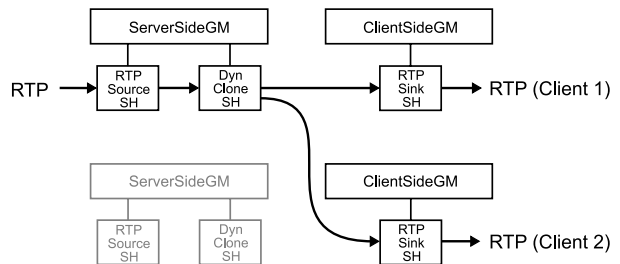 ServerSideGM
ClientSideGM
RTP
RTP
Source
SH
Dyn
Clone
SH
RTP
Sink
SH
RTP (Client 1)
ServerSideGM
ClientSideGM
RTP
Source
SH
Dyn
Clone
SH
RTP
Sink
SH
RTP (Client 2)